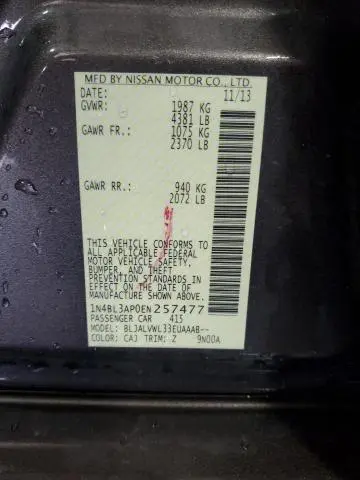 MFD BY NISSAN MOTOR CO., LTD.
DATE: 11/13
GVWR: 1987 KG
4381 LB
GAWR FR.: 1075 KG
2370 LB
GAWR RR.: 940 KG
2072 LB
THIS VEHICLE CONFORMS TO
ALL APPLICABLE FEDERAL
MOTOR VEHICLE SAFETY,
BUMPER, AND THEFT
PREVENTION STANDARDS IN
EFFECT ON THE DATE OF
MANUFACTURE SHOWN ABOVE
1N4BL3AP0EN257477
PASSENGER CAR 415
MODEL: BLJALVWL33EUAAAB--
COLOR: CAJ TRIM: Z 9N00A